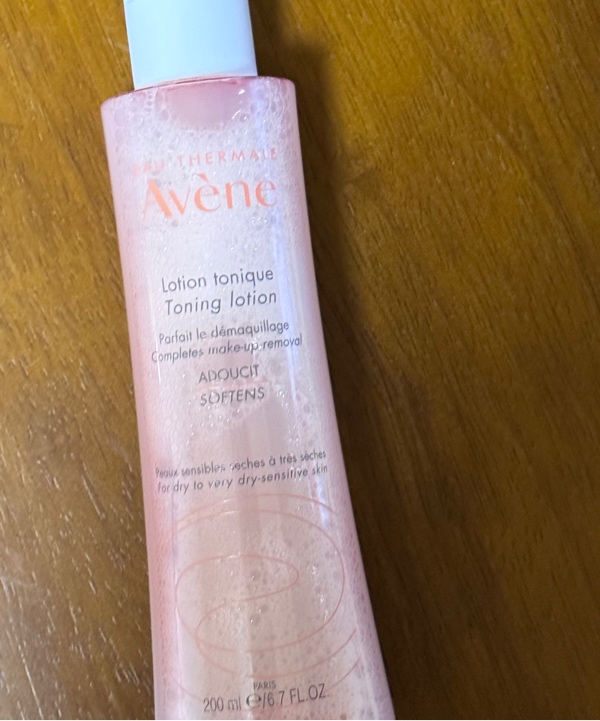 EAU THERMALE
Avène
Lotion tonique
Toning lotion
Parfait le démaquillage
Completes make-up removal
ADOUCIT
SOFTENS
Peaux sensibles sèches à très sèches
For dry to very dry-sensitive skin
PARIS
200 ml ℮/6.7 FL.OZ.